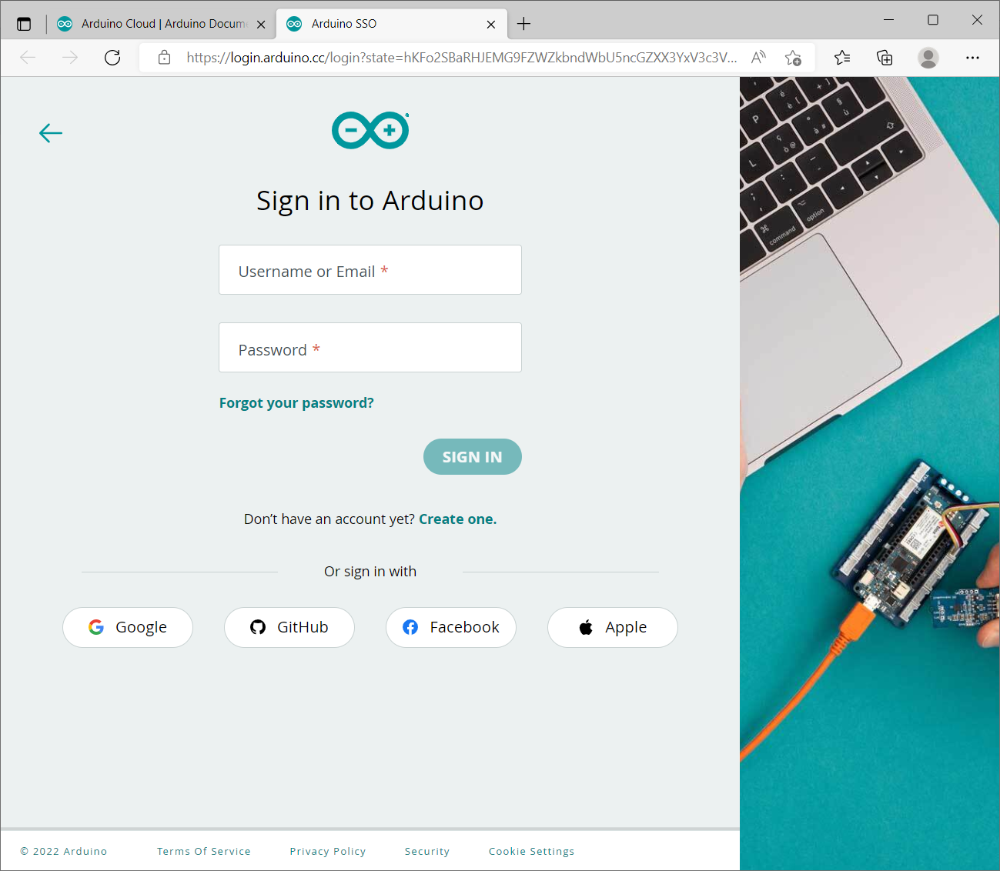 Arduino Cloud | Arduino Docum
Arduino SSO
https://login.arduino.cc/login?state=hKFo2SBaRHJEMG9FZWZkbndWbU5ncGZXX3YxV3c3V...
Sign in to Arduino
Username or Email *
Password *
Forgot your password?
SIGN IN
Don’t have an account yet? Create one.
Or sign in with
Google
GitHub
Facebook
Apple
© 2022 Arduino
Terms Of Service
Privacy Policy
Security
Cookie Settings
P
L
option
command